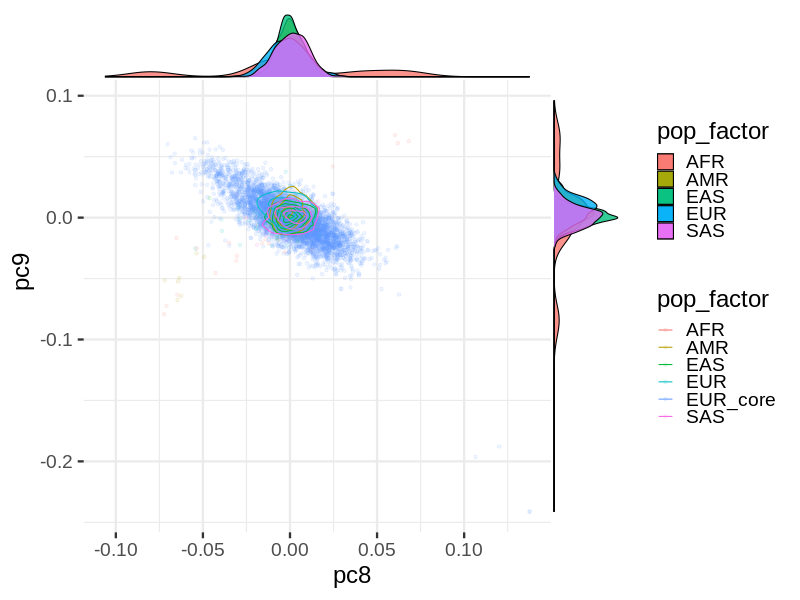 0.1
0.0
-0.1
-0.2
pc9
-0.10
-0.05
0.00
0.05
0.10
pc8
pop_factor
AFR
AMR
EAS
EUR
SAS
pop_factor
AFR
AMR
EAS
EUR
EUR_core
SAS